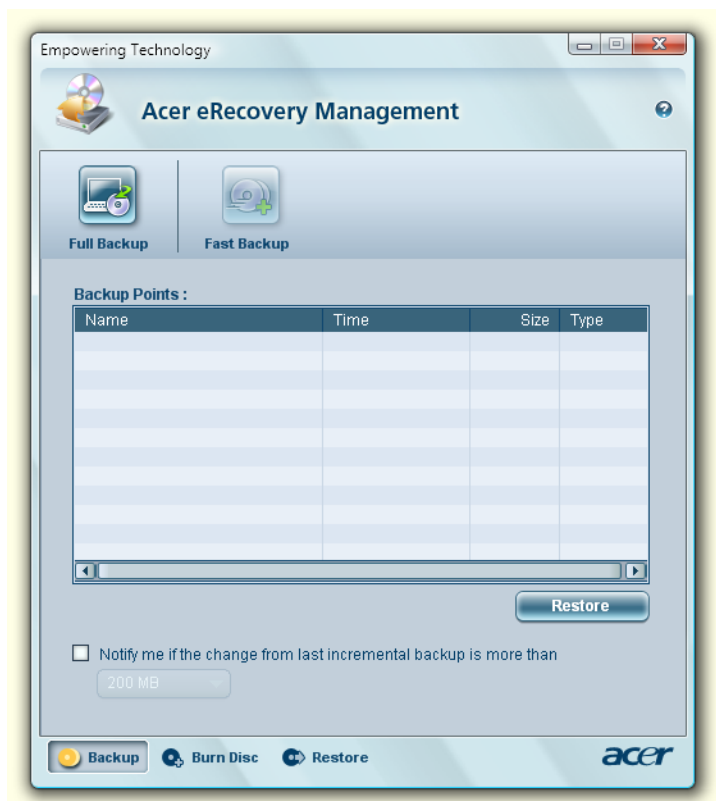 Empowering Technology
Acer eRecovery Management
Full Backup
Fast Backup
Backup Points :
Name Time Size Type
Restore
Notify me if the change from last incremental backup is more than
200 MB
Backup Burn Disc Restore acer